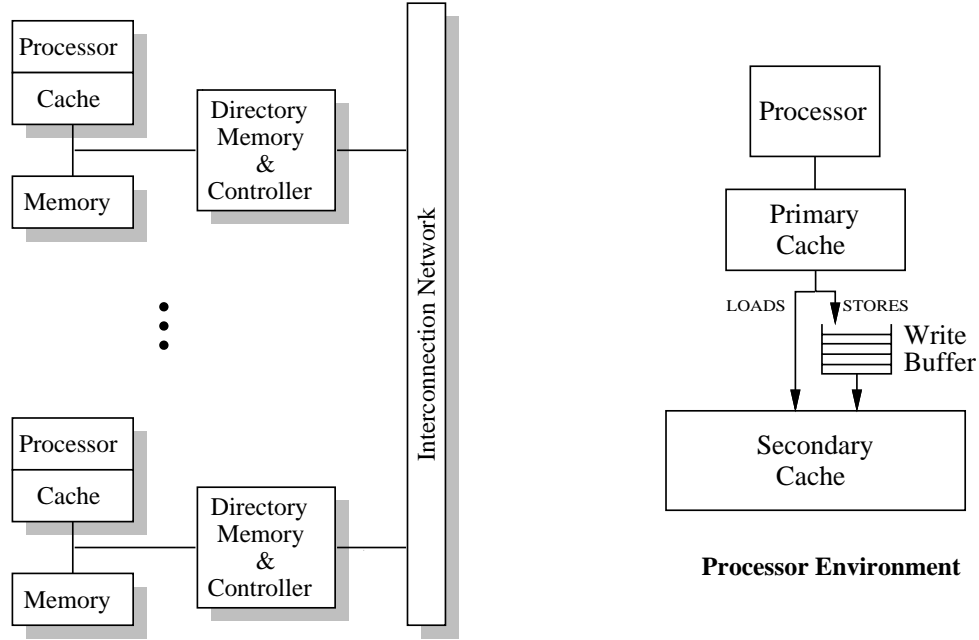 Processor
Cache
Memory
Directory
Memory
&
Controller
Processor
Cache
Memory
Directory
Memory
&
Controller
Interconnection Network
Processor
Primary
Cache
LOADS
STORES
Write
Buffer
Secondary
Cache
Processor Environment